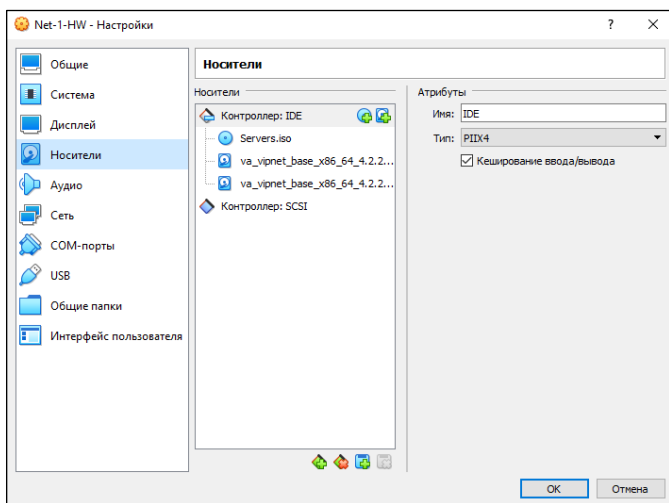 Net-1-HW - Настройки
?
Общие
Система
Дисплей
Носители
Аудио
Сеть
COM-порты
USB
Общие папки
Интерфейс пользователя
Носители
Носители
Контроллер: IDE
Servers.iso
va_vipnet_base_x86_64_4.2.2...
va_vipnet_base_x86_64_4.2.2...
Контроллер: SCSI
Атрибуты
Имя: IDE
Тип: PIIX4
Кеширование ввода/вывода
OK
Отмена